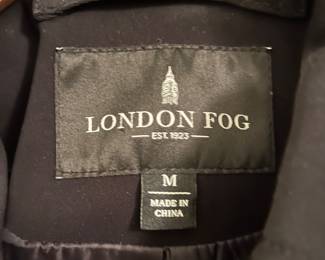 LONDON FOG
EST. 1923
M
MADE IN
CHINA